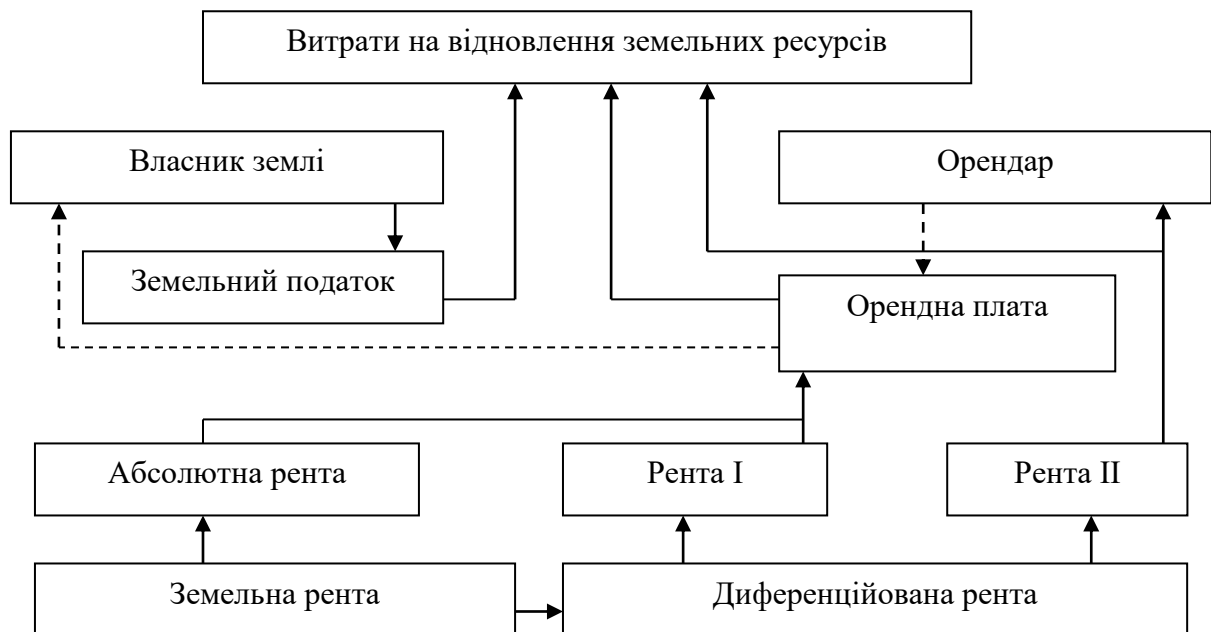 Витрати на відновлення земельних ресурсів
Власник землі
Орендар
Земельний податок
Орендна плата
Абсолютна рента
Рента I
Рента II
Земельна рента
Диференційована рента